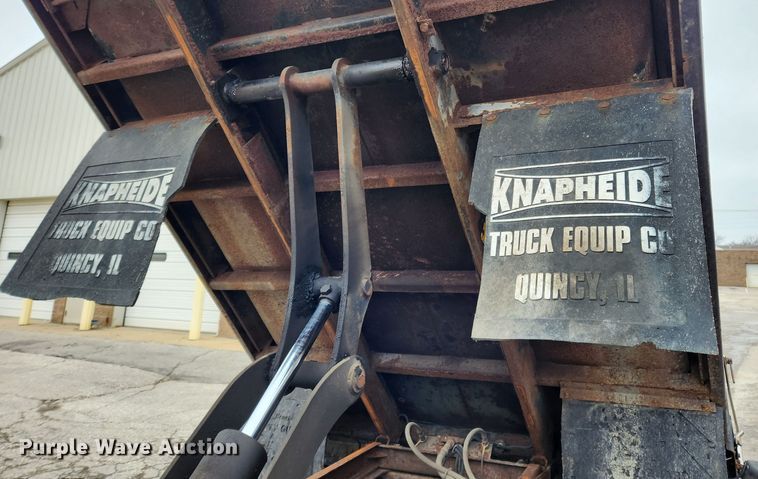 KNAPHEIDE
TRUCK EQUIP CO
QUINCY, IL
KNAPHEIDE
TRUCK EQUIP CO
QUINCY, IL
Purple Wave Auction